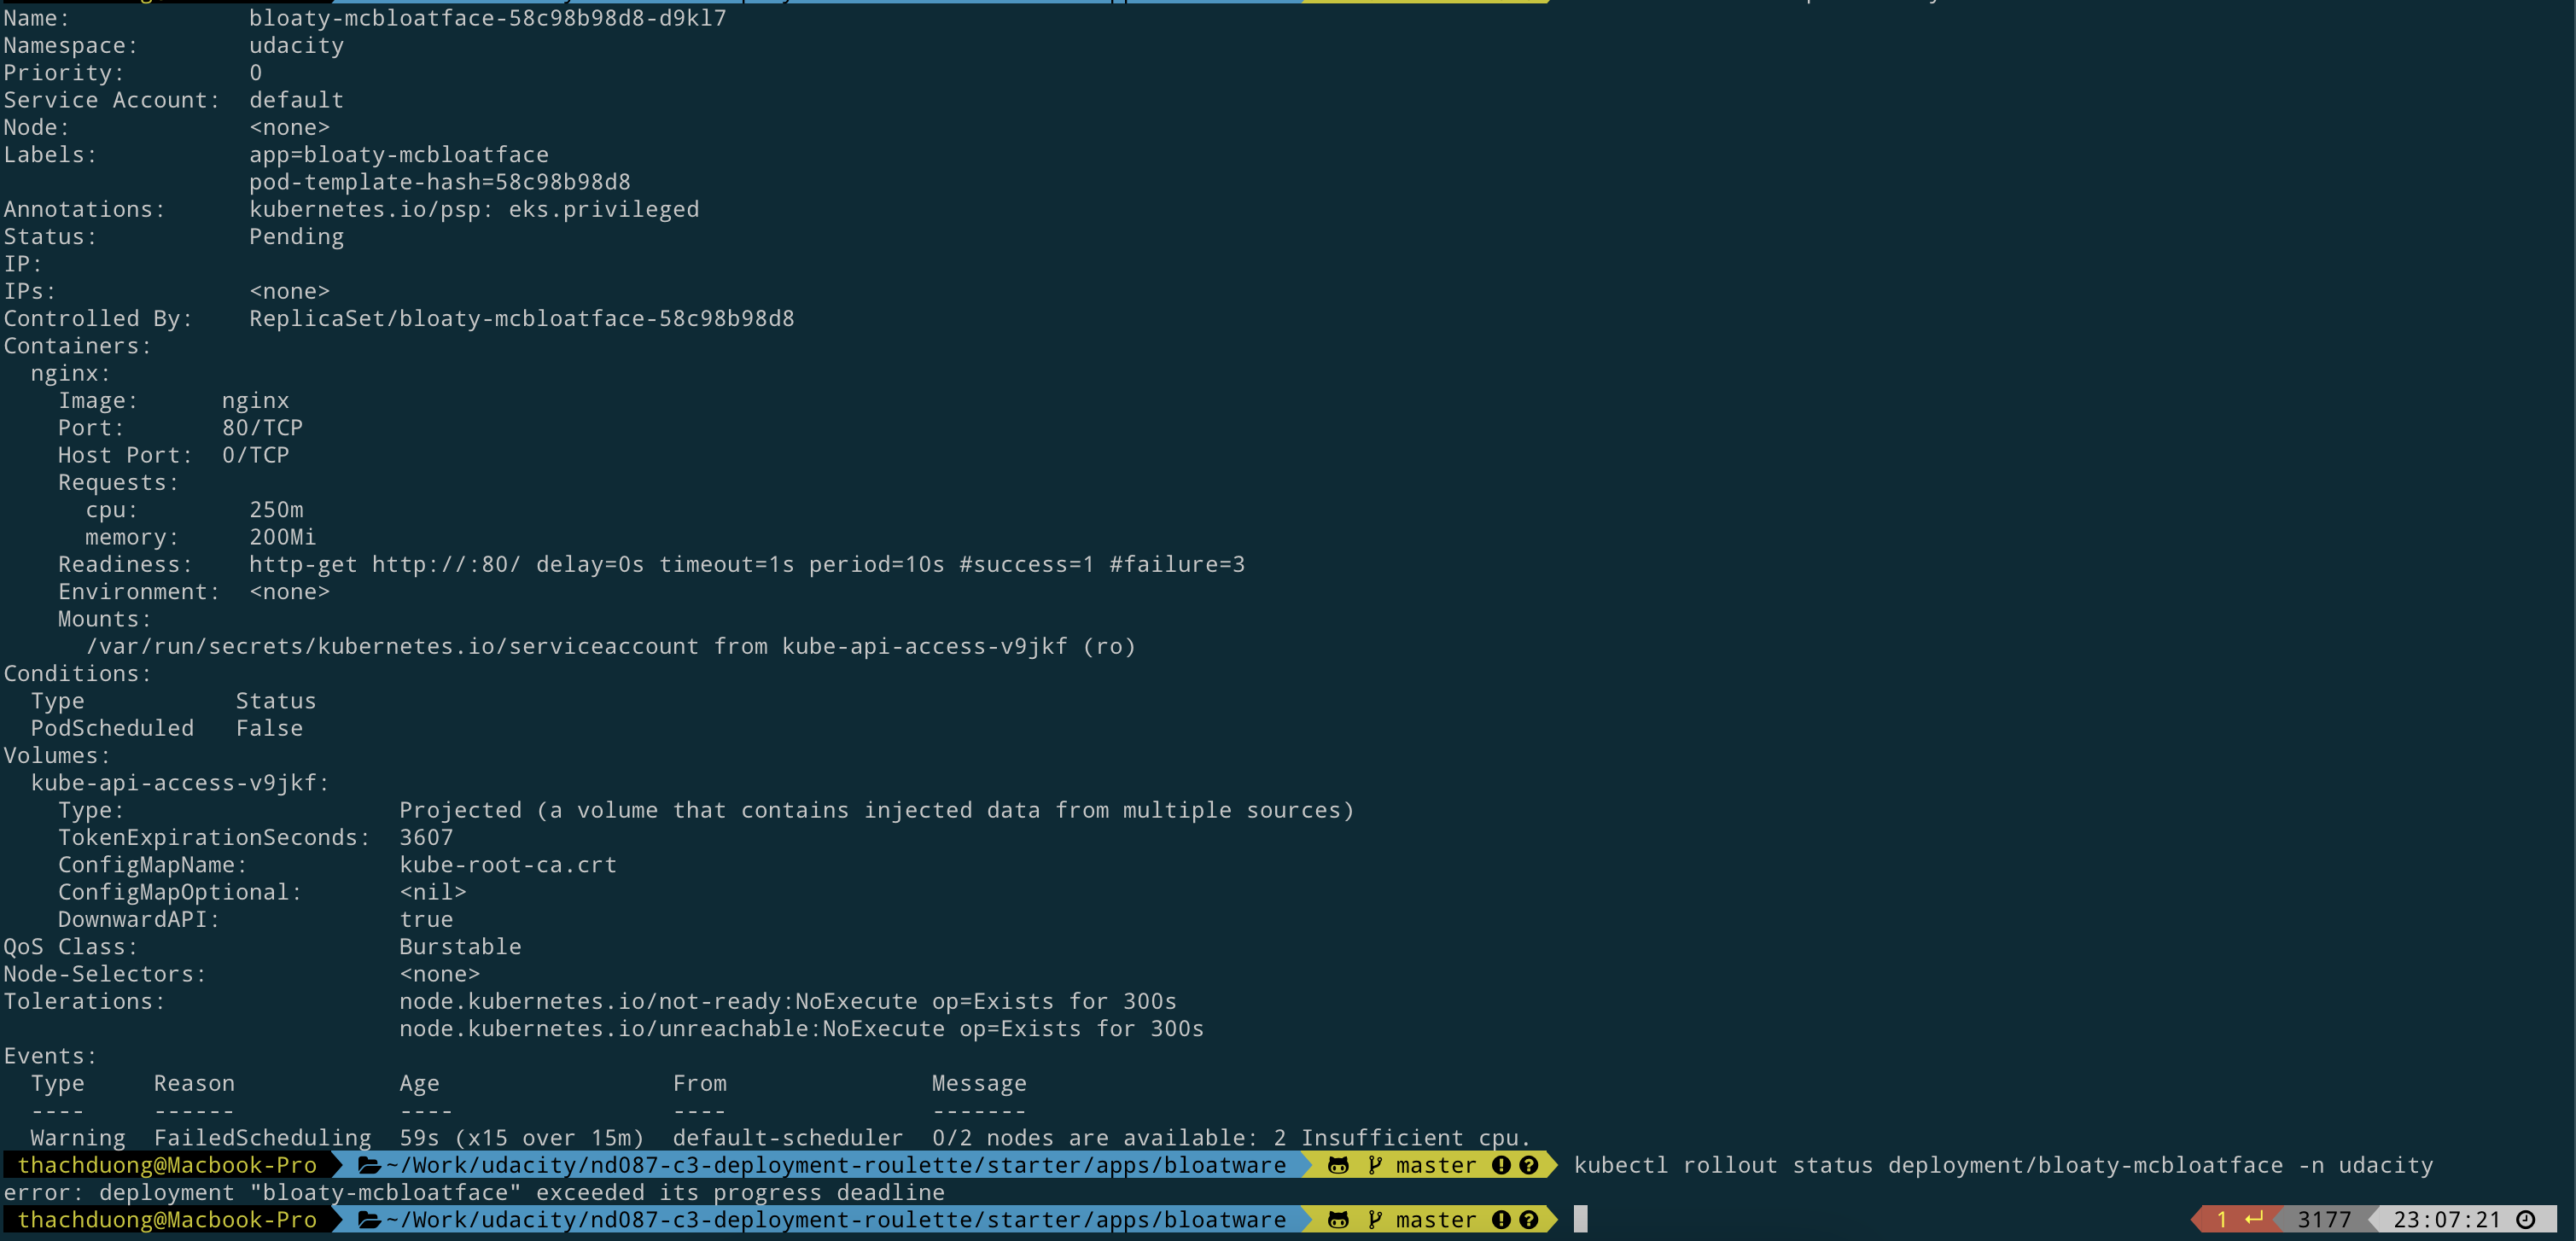 Name:             bloaty-mcbloatface-58c98b98d8-d9kl7
Namespace:        udacity
Priority:         0
Service Account:  default
Node:             <none>
Labels:           app=bloaty-mcbloatface
                  pod-template-hash=58c98b98d8
Annotations:      kubernetes.io/psp: eks.privileged
Status:           Pending
IP:
IPs:              <none>
Controlled By:    ReplicaSet/bloaty-mcbloatface-58c98b98d8
Containers:
  nginx:
    Image:      nginx
    Port:       80/TCP
    Host Port:  0/TCP
    Requests:
      cpu:        250m
      memory:     200Mi
    Readiness:    http-get http://:80/ delay=0s timeout=1s period=10s #success=1 #failure=3
    Environment:  <none>
    Mounts:
      /var/run/secrets/kubernetes.io/serviceaccount from kube-api-access-v9jkf (ro)
Conditions:
  Type           Status
  PodScheduled   False
Volumes:
  kube-api-access-v9jkf:
    Type:                    Projected (a volume that contains injected data from multiple sources)
    TokenExpirationSeconds:  3607
    ConfigMapName:           kube-root-ca.crt
    ConfigMapOptional:       <nil>
    DownwardAPI:             true
QoS Class:                   Burstable
Node-Selectors:              <none>
Tolerations:                 node.kubernetes.io/not-ready:NoExecute op=Exists for 300s
                             node.kubernetes.io/unreachable:NoExecute op=Exists for 300s
Events:
  Type     Reason            Age                 From               Message
  ----     ------            ----                ----               -------
  Warning  FailedScheduling  59s (x15 over 15m)  default-scheduler  0/2 nodes are available: 2 Insufficient cpu.
thachduong@Macbook-Pro ~/Work/udacity/nd087-c3-deployment-roulette/starter/apps/bloatware master kubectl rollout status deployment/bloaty-mcbloatface -n udacity
error: deployment "bloaty-mcbloatface" exceeded its progress deadline
thachduong@Macbook-Pro ~/Work/udacity/nd087-c3-deployment-roulette/starter/apps/bloatware master 1 ↵ 3177 23:07:21